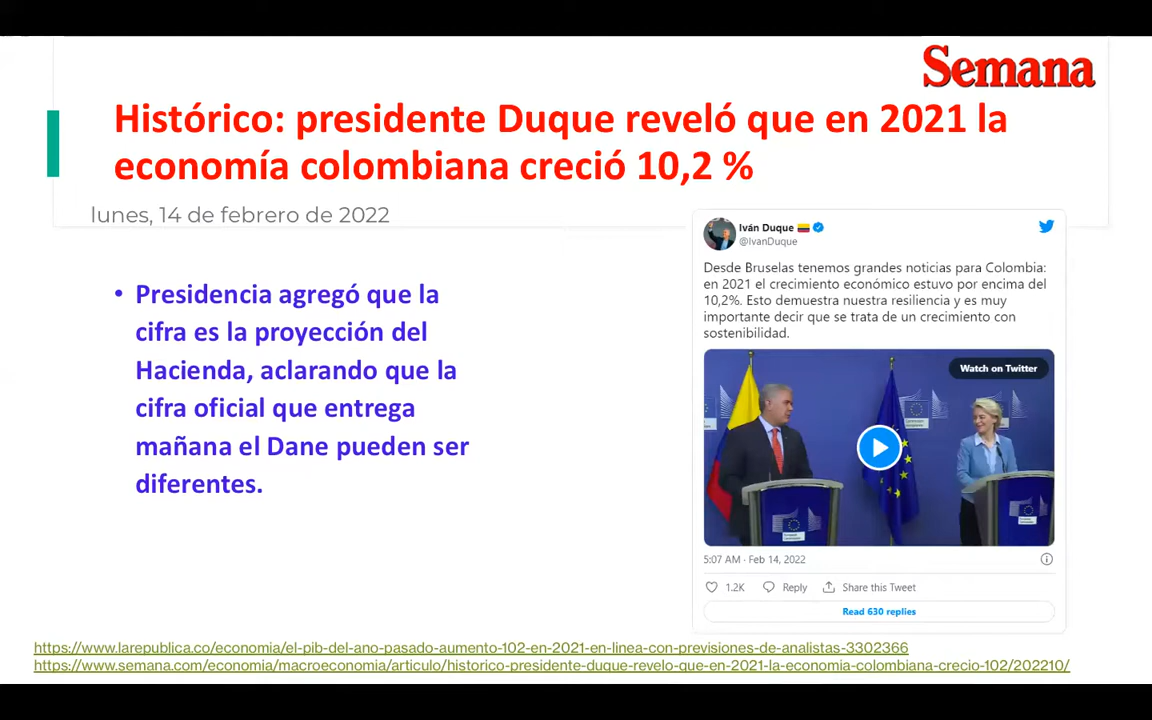 Semana
Histórico: presidente Duque reveló que en 2021 la
economía colombiana creció 10,2 %
lunes, 14 de febrero de 2022
• Presidencia agregó que la
cifra es la proyección del
Hacienda, aclarando que la
cifra oficial que entrega
mañana el Dane pueden ser
diferentes.
Iván Duque
@IvanDuque
Desde Bruselas tenemos grandes noticias para Colombia:
en 2021 el crecimiento económico estuvo por encima del
10,2%. Esto demuestra nuestra resiliencia y es muy
importante decir que se trata de un crecimiento con
sostenibilidad.
Watch on Twitter
5:07 AM · Feb 14, 2022
1.2K Reply Share this Tweet
Read 630 replies
https://www.larepublica.co/economia/el-pib-del-ano-pasado-aumento-102-en-2021-en-linea-con-previsiones-de-analistas-3302366
https://www.semana.com/economia/macroeconomia/articulo/historico-presidente-duque-revelo-que-en-2021-la-economia-colombiana-crecio-102/202210/